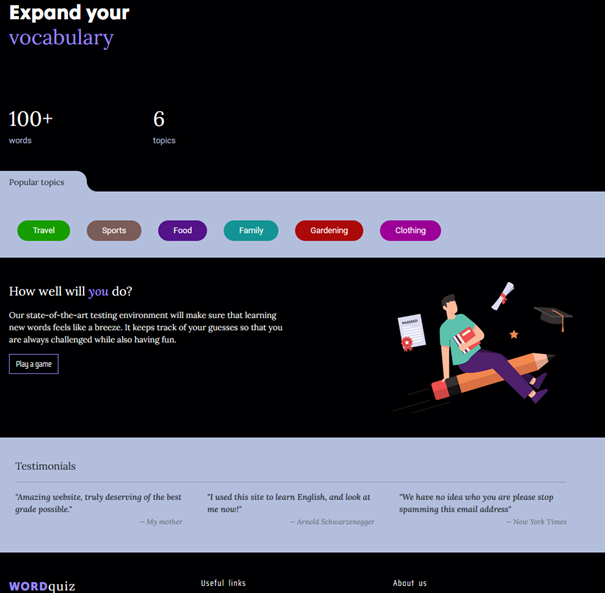 Expand your
vocabulary
100+
words
6
topics
Popular topics
Travel
Sports
Food
Family
Gardening
Clothing
How well will you do?
Our state-of-the-art testing environment will make sure that learning
new words feels like a breeze. It keeps track of your guesses so that you
are always challenged while also having fun.
Play a game
PASSED
Testimonials
"Amazing website, truly deserving of the best
grade possible."
— My mother
"I used this site to learn English, and look at
me now!"
— Arnold Schwarzenegger
"We have no idea who you are please stop
spamming this email address"
— New York Times
WORDquiz
Useful links
About us